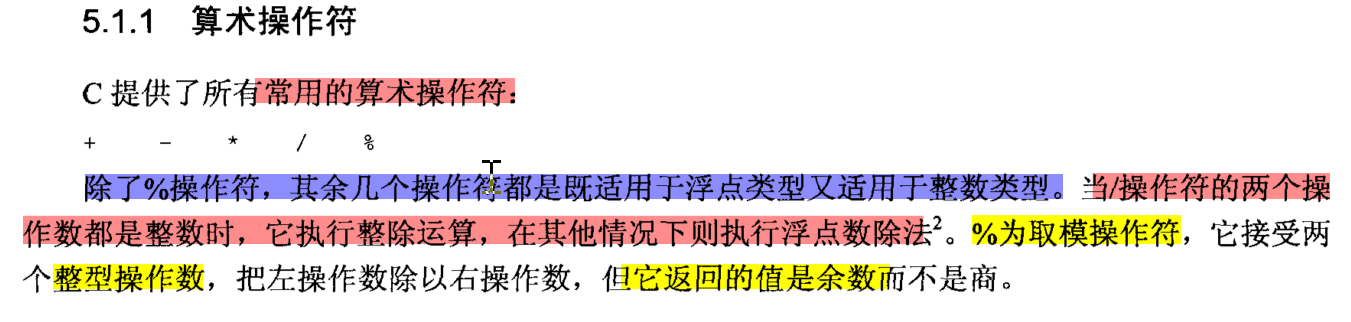 5.1.1 算术操作符
C 提供了所有常用的算术操作符：
+ - * / %
除了%操作符，其余几个操作符都是既适用于浮点类型又适用于整数类型。当/操作符的两个操
作数都是整数时，它执行整除运算，在其他情况下则执行浮点数除法2。%为取模操作符，它接受两
个整型操作数，把左操作数除以右操作数，但它返回的值是余数而不是商。